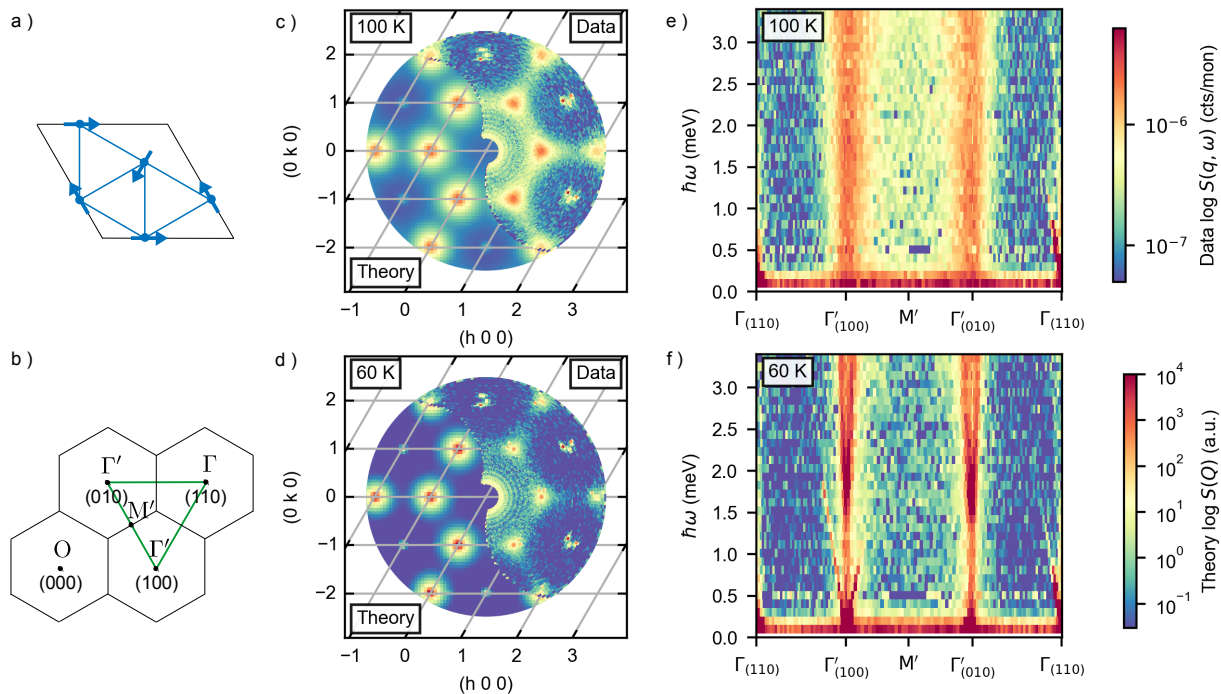 a )
b )
Γ′
Γ
(010)
(110)
M′
O
Γ′
(000)
(100)
c )
100 K
Data
Theory
(0 k 0)
2
1
0
−1
−2
−1
0
1
2
3
(h 0 0)
d )
60 K
Data
Theory
(0 k 0)
2
1
0
−1
−2
−1
0
1
2
3
(h 0 0)
e )
100 K
ℏω (meV)
3.0
2.5
2.0
1.5
1.0
0.5
0.0
Γ(110)
Γ′(100)
M′
Γ′(010)
Γ(110)
10−6
10−7
Data log S(q, ω) (cts/mon)
f )
60 K
ℏω (meV)
3.0
2.5
2.0
1.5
1.0
0.5
0.0
Γ(110)
Γ′(100)
M′
Γ′(010)
Γ(110)
10⁴
10³
10²
10¹
10⁰
10−1
Theory log S(Q) (a.u.)